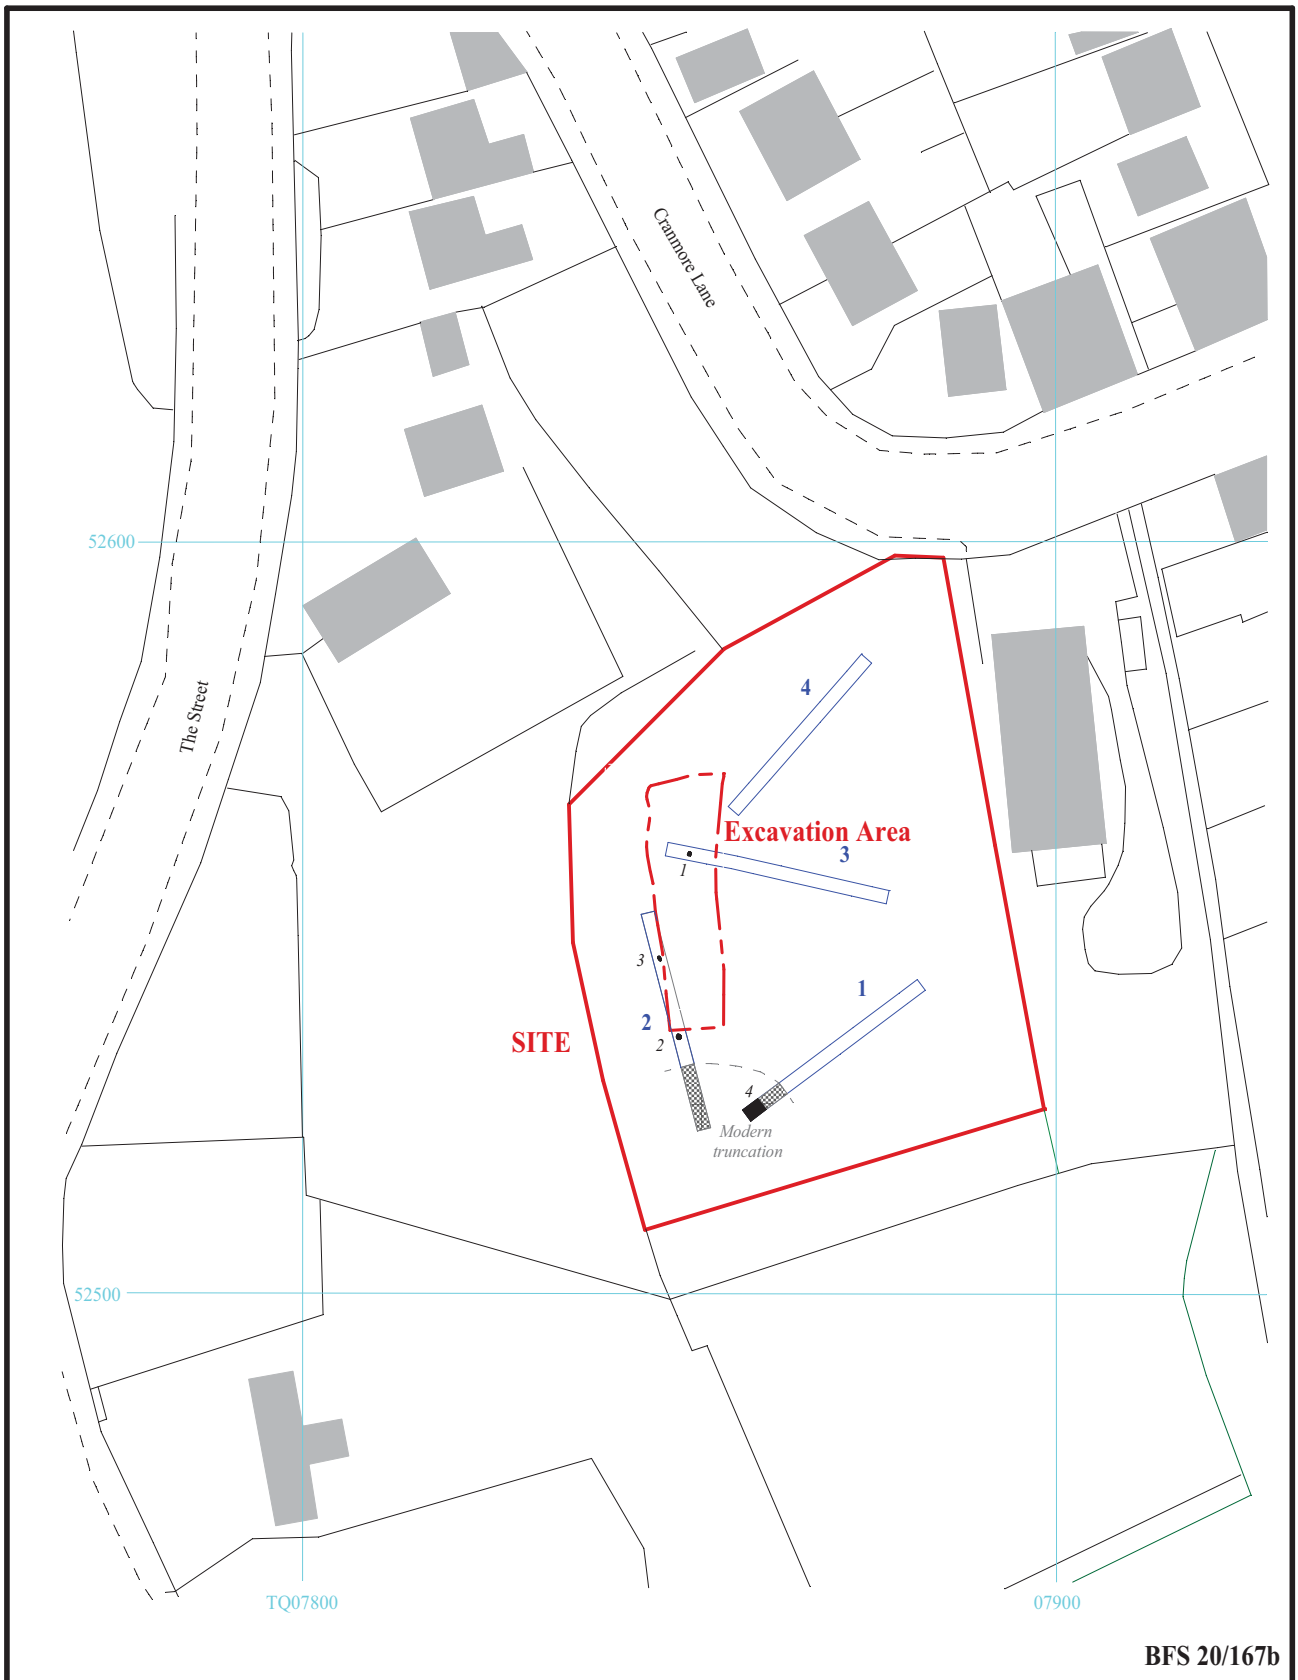 Cranmore Lane
52600
The Street
4
Excavation Area
3
1
3
1
2
SITE
2
4
Modern
truncation
52500
TQ07800
07900
BFS 20/167b